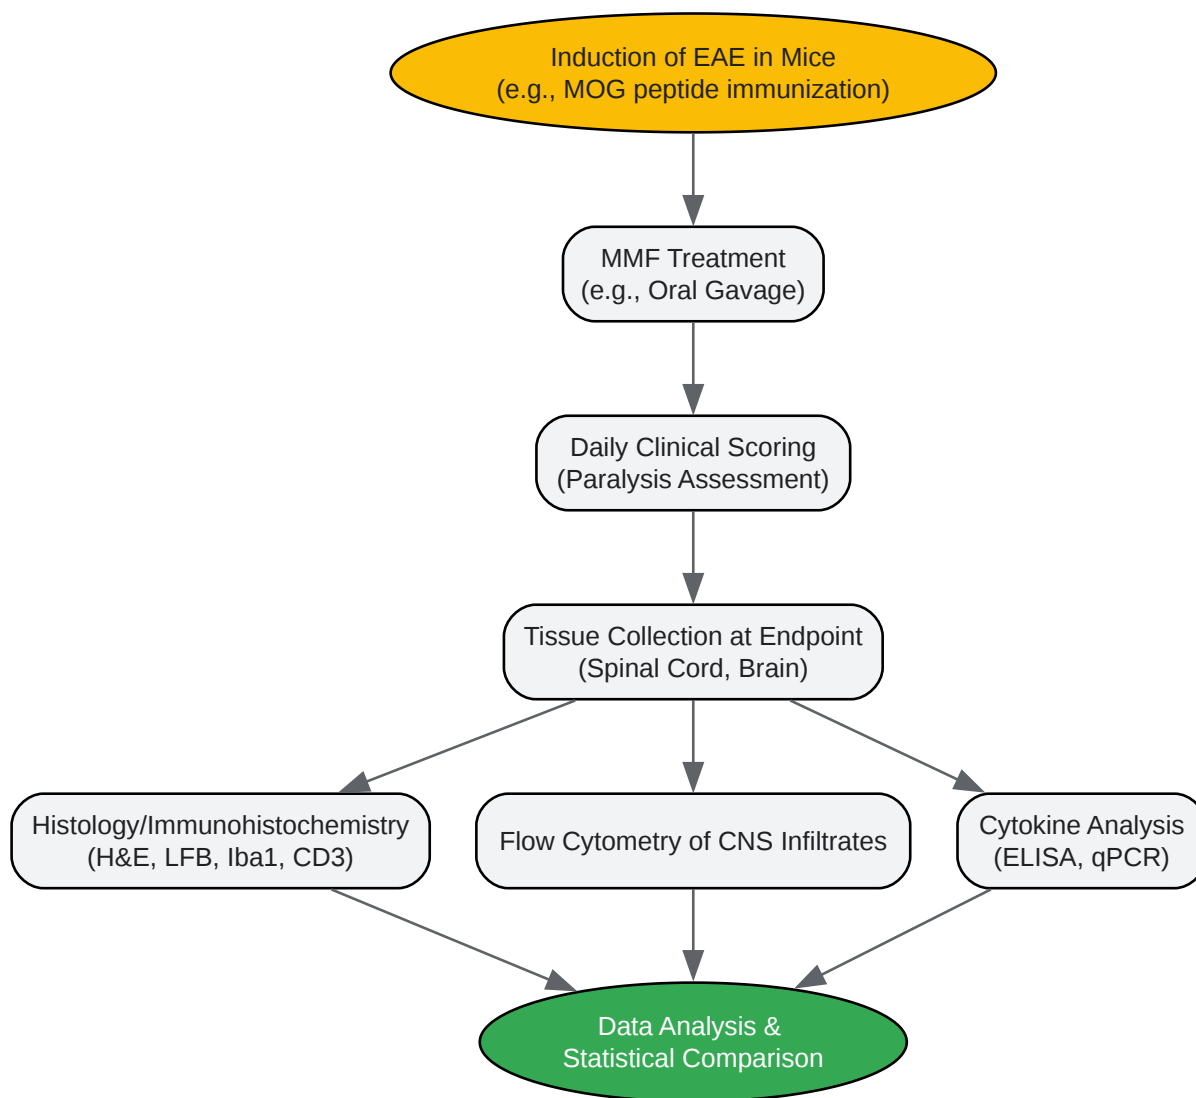 Induction of EAE in Mice
(e.g., MOG peptide immunization)
MMF Treatment
(e.g., Oral Gavage)
Daily Clinical Scoring
(Paralysis Assessment)
Tissue Collection at Endpoint
(Spinal Cord, Brain)
Histology/Immunohistochemistry
(H&E, LFB, Iba1, CD3)
Flow Cytometry of CNS Infiltrates
Cytokine Analysis
(ELISA, qPCR)
Data Analysis &
Statistical Comparison